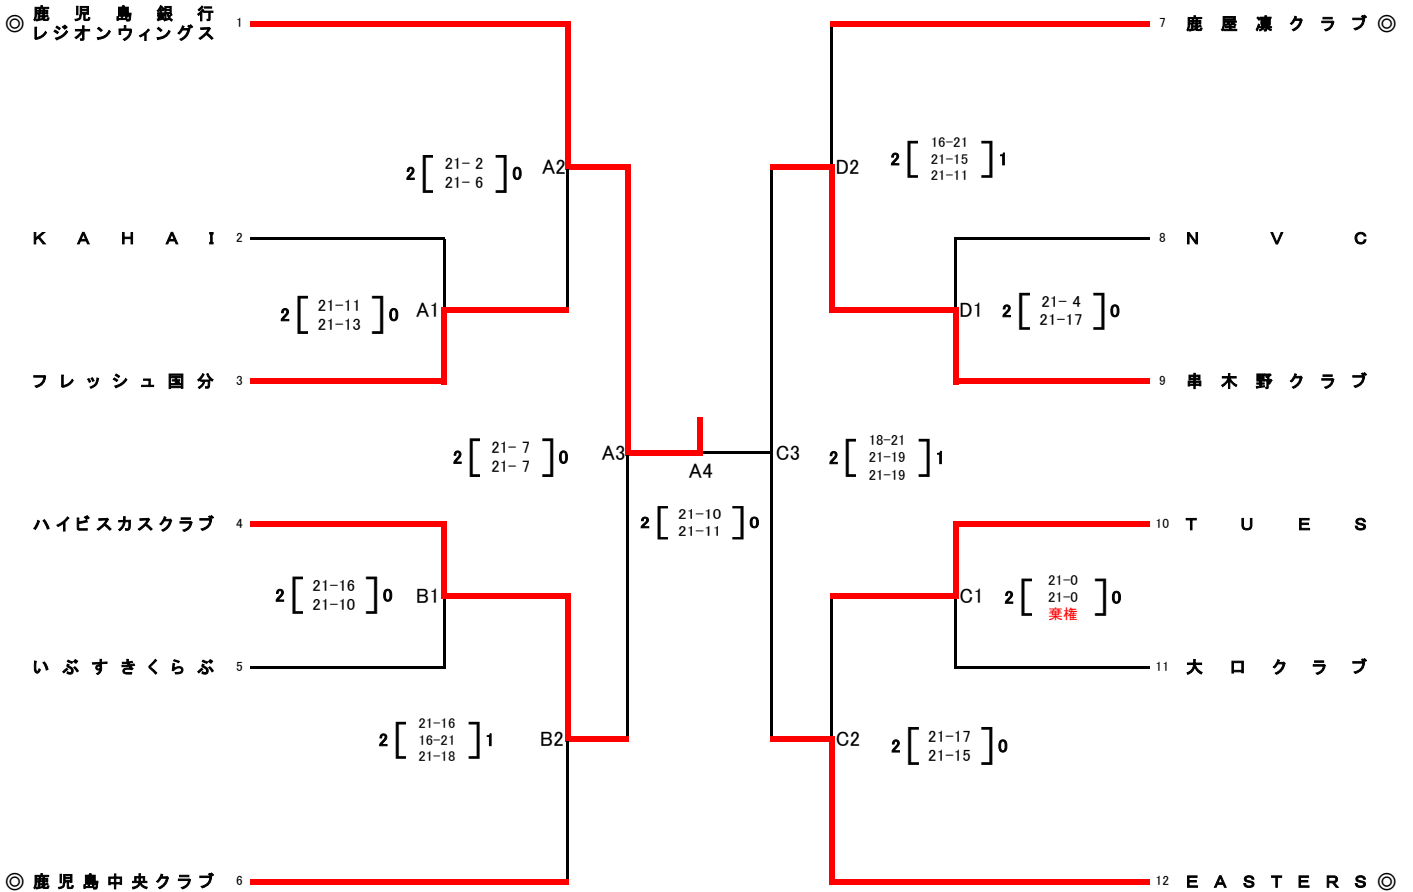 ◎ 鹿児島銀行
レジオンウィングス 1
7 鹿屋凛クラブ ◎
A2 2 [ 21- 2 ] 0
21- 6
D2 2 [ 16-21 ] 1
21-15
21-11
KAHAI 2
8 NVC
A1 2 [ 21-11 ] 0
21-13
D1 2 [ 21- 4 ] 0
21-17
フレッシュ国分 3
9 串木野クラブ
A3 2 [ 21- 7 ] 0
21- 7
C3 2 [ 18-21 ] 1
21-19
21-19
A4
2 [ 21-10 ] 0
21-11
ハイビスカスクラブ 4
10 TUES
B1 2 [ 21-16 ] 0
21-10
C1 2 [ 21-0 ] 0
21-0
棄権
いぶすきくらぶ 5
11 大口クラブ
B2 2 [ 21-16 ] 1
16-21
21-18
C2 2 [ 21-17 ] 0
21-15
◎ 鹿児島中央クラブ 6
12 EASTERS ◎